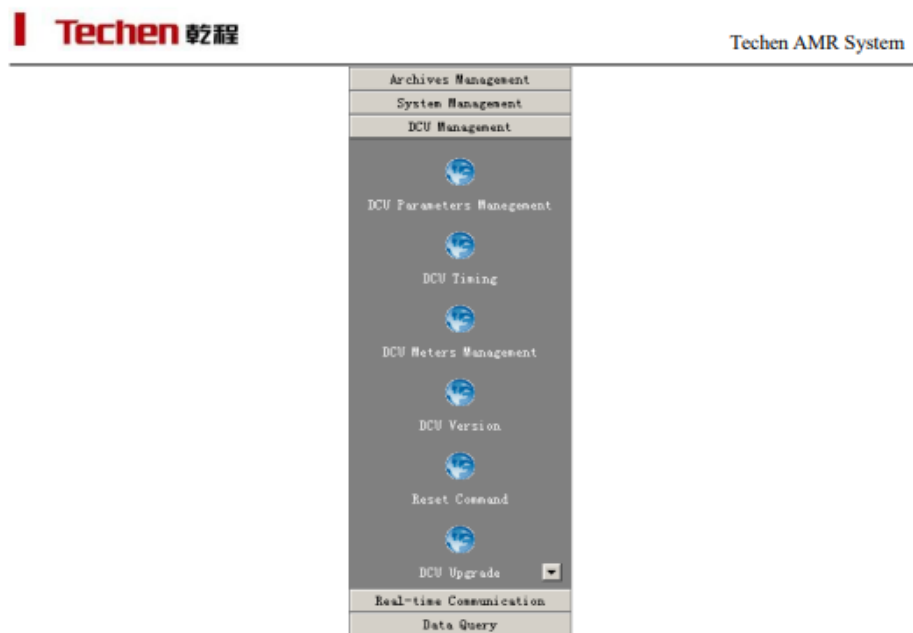 Techen 乾程
Techen AMR System
Archives Management
System Management
DCU Management
DCU Parameters Manegement
DCU Timing
DCU Meters Management
DCU Version
Reset Command
DCU Upgrade
Real-time Communication
Data Query